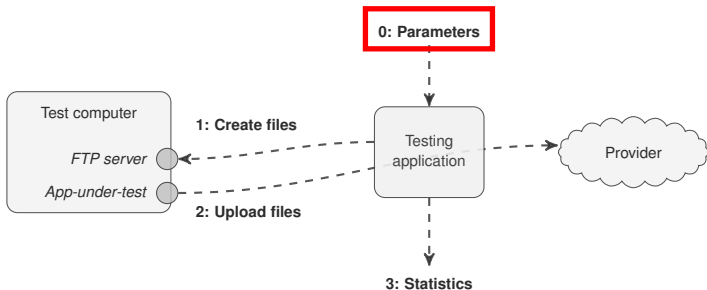 0: Parameters
Test computer
1: Create files
Testing
application
FTP server
Provider
App-under-test
2: Upload files
3: Statistics